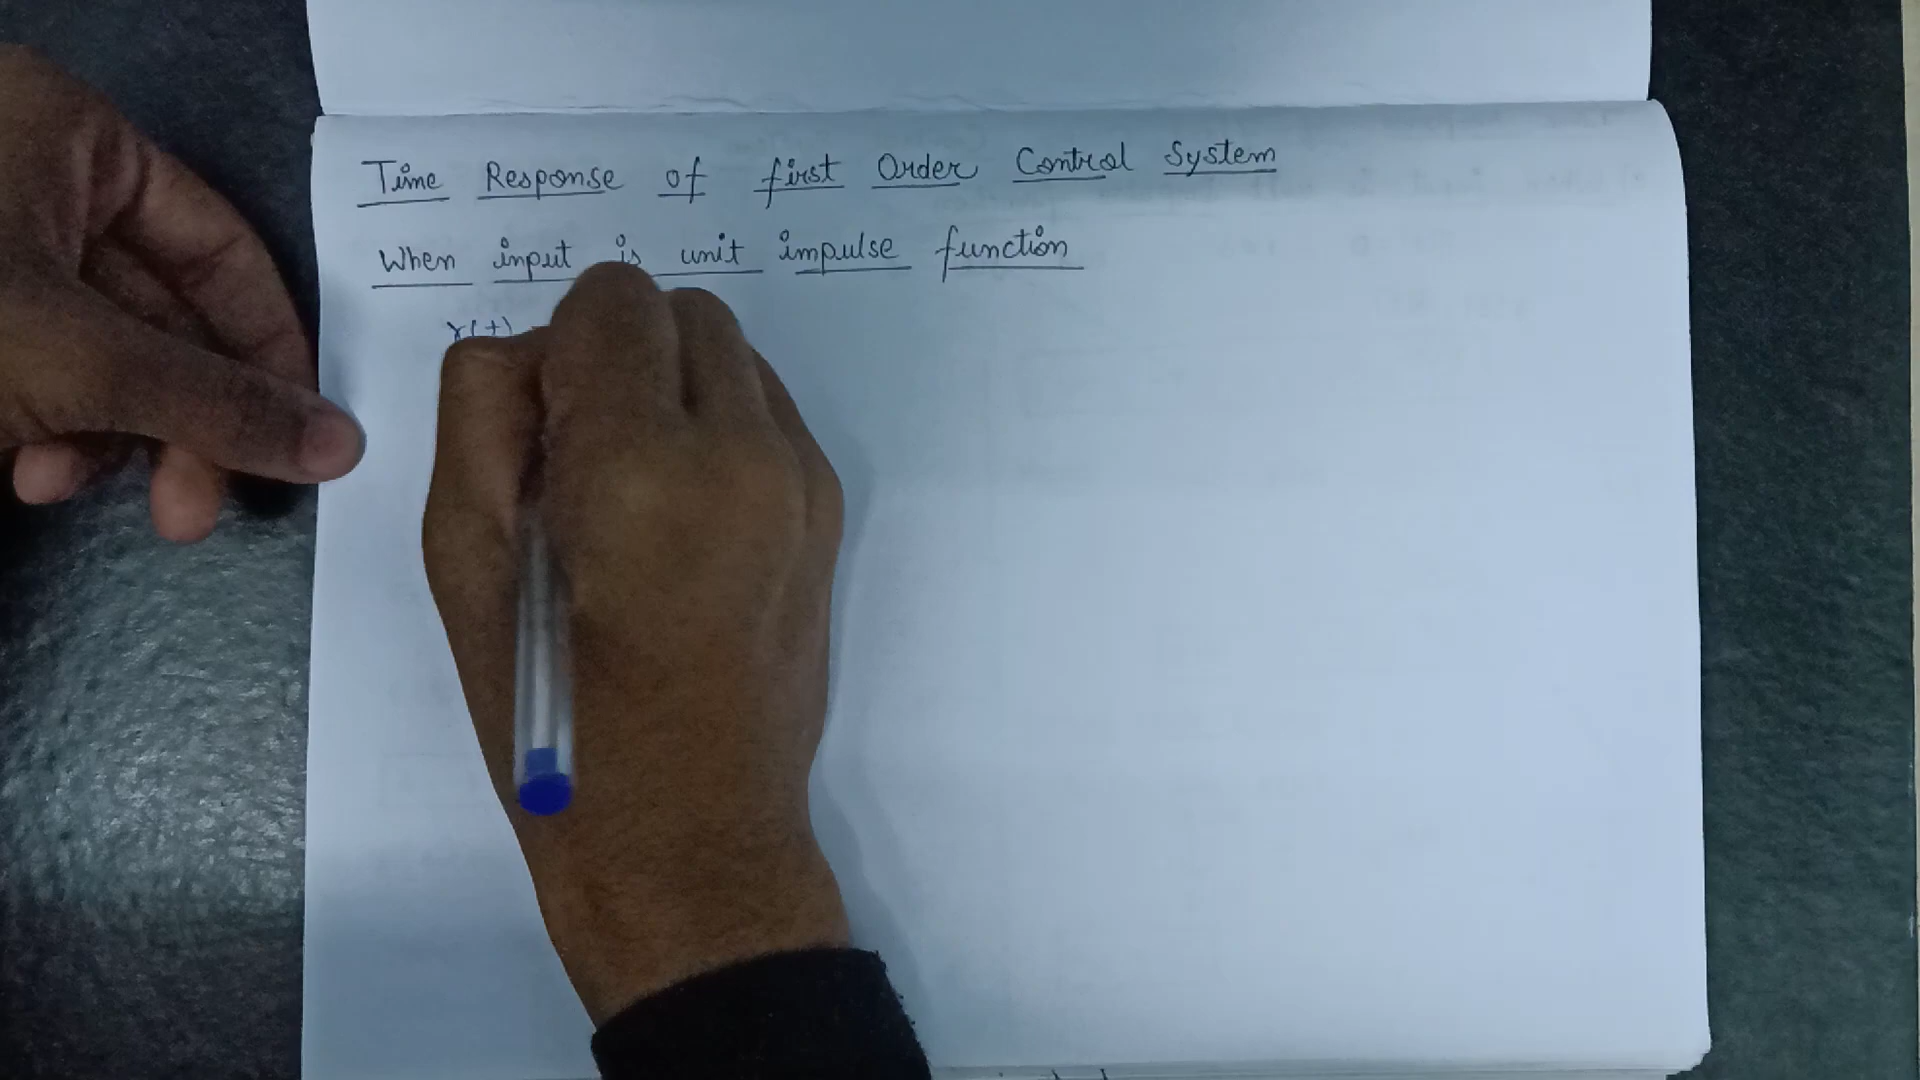 Time Response of first Order Control System
When input is unit impulse function
r(t)